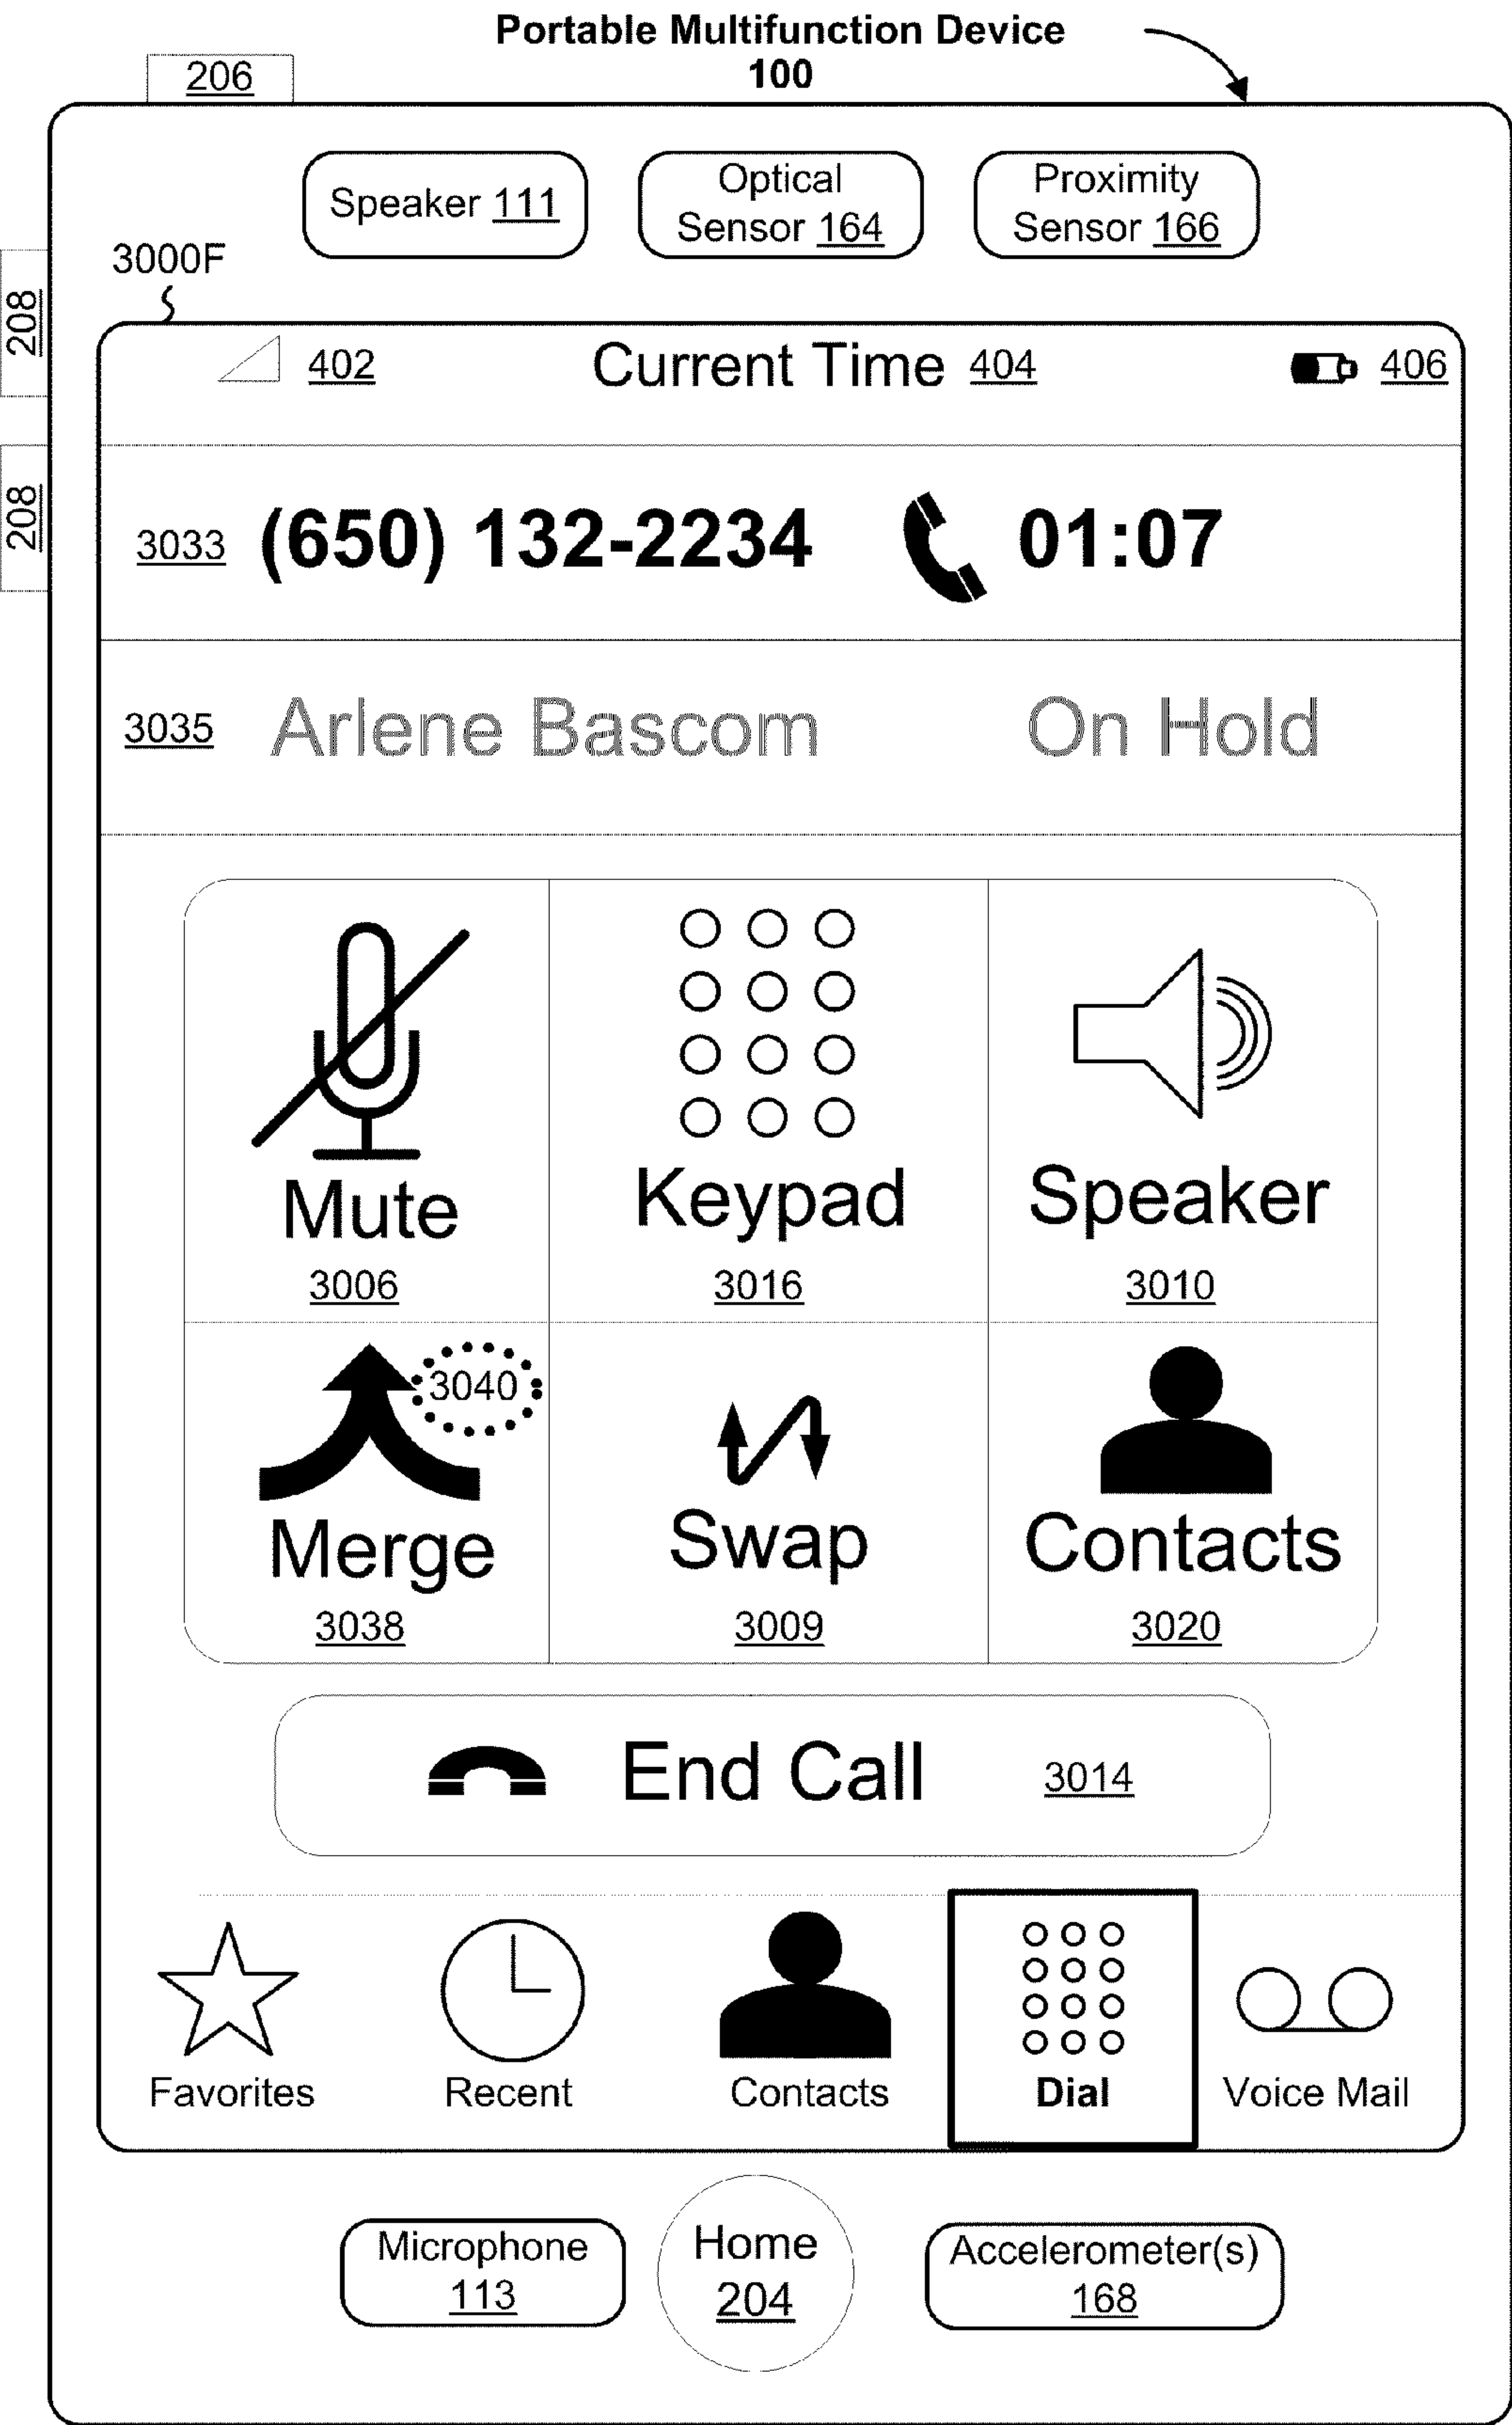 Portable Multifunction Device
100
206
Speaker 111
Optical
Sensor 164
Proximity
Sensor 166
3000F
208
402
Current Time 404
406
208
3033 (650) 132-2234 01:07
3035 Arlene Bascom On Hold
Mute
3006
Keypad
3016
Speaker
3010
3040
Merge
3038
Swap
3009
Contacts
3020
End Call 3014
Favorites
Recent
Contacts
Dial
Voice Mail
Microphone
113
Home
204
Accelerometer(s)
168